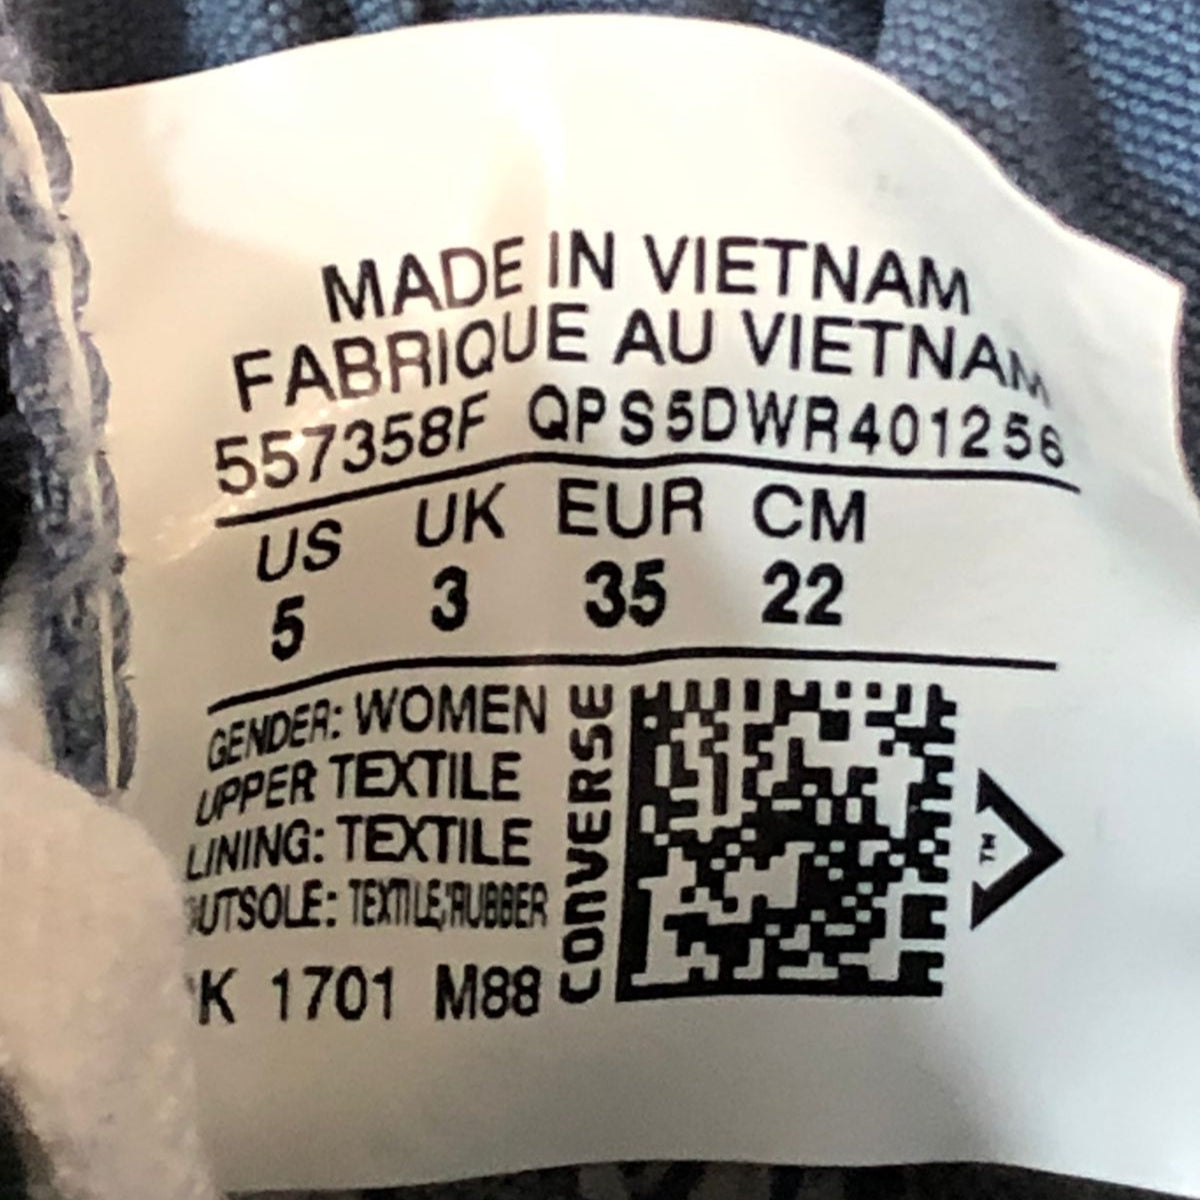 MADE IN VIETNAM
FABRIQUE AU VIETNAM
557358F QPS5DWR401256
US UK EUR CM
5 3 35 22
GENDER: WOMEN
UPPER TEXTILE
LINING: TEXTILE
OUTSOLE: TEXTILE/RUBBER
K 1701 M88
CONVERSE
TM